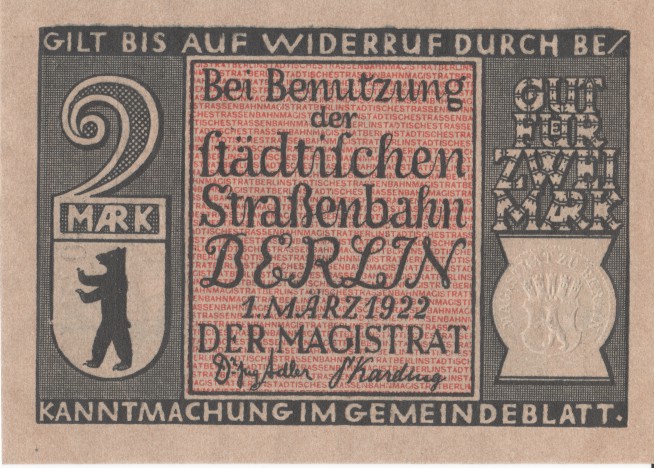 GILT BIS AUF WIDERRUF DURCH BE/
2
MARK
Bei Benutzung
der
städtischen
Straßenbahn
BERLIN
1. MÄRZ 1922
DER MAGISTRAT
GUT
FÜR
ZWEI
MARK
KANNTMACHUNG IM GEMEINDEBLATT.